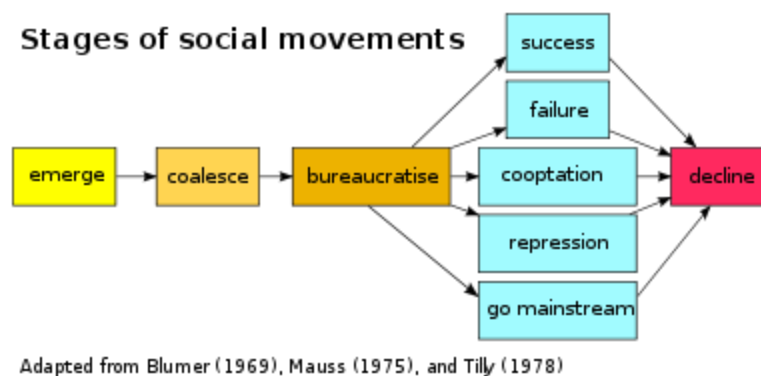 Stages of social movements
success
failure
emerge
coalesce
bureaucratise
cooptation
decline
repression
go mainstream
Adapted from Blumer (1969), Mauss (1975), and Tilly (1978)